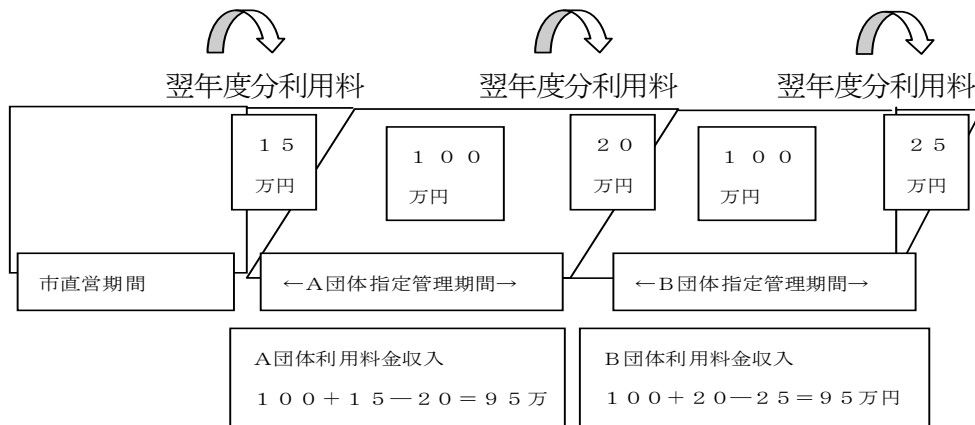 翌年度分利用料
翌年度分利用料
翌年度分利用料
１５
万円
１００
万円
２０
万円
１００
万円
２５
万円
市直営期間
←Ａ団体指定管理期間→
←Ｂ団体指定管理期間→
Ａ団体利用料金収入
１００＋１５―２０＝９５万
Ｂ団体利用料金収入
１００＋２０―２５＝９５万円